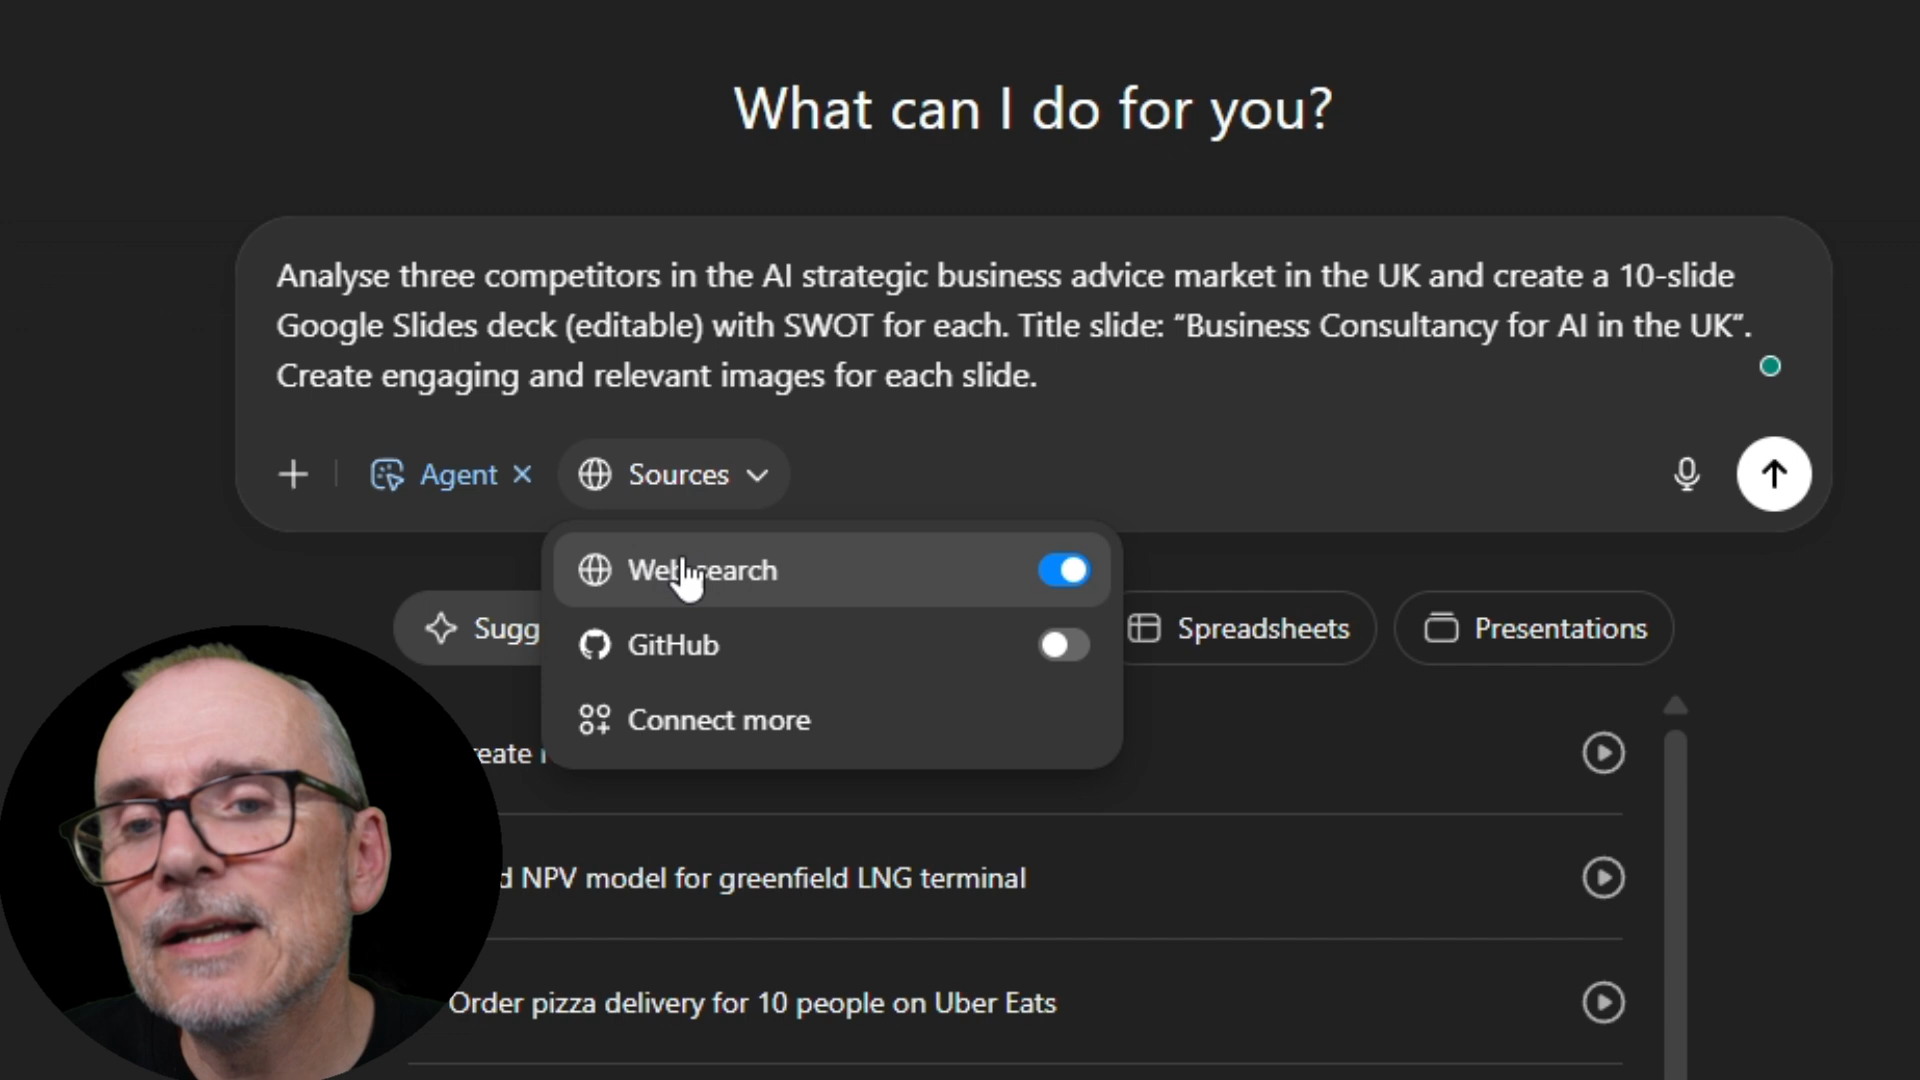 What can I do for you?
Analyse three competitors in the AI strategic business advice market in the UK and create a 10-slide
Google Slides deck (editable) with SWOT for each. Title slide: “Business Consultancy for AI in the UK”.
Create engaging and relevant images for each slide.
Agent
Sources
Web search
GitHub
Connect more
Sugg
Spreadsheets
Presentations
reate
d NPV model for greenfield LNG terminal
Order pizza delivery for 10 people on Uber Eats